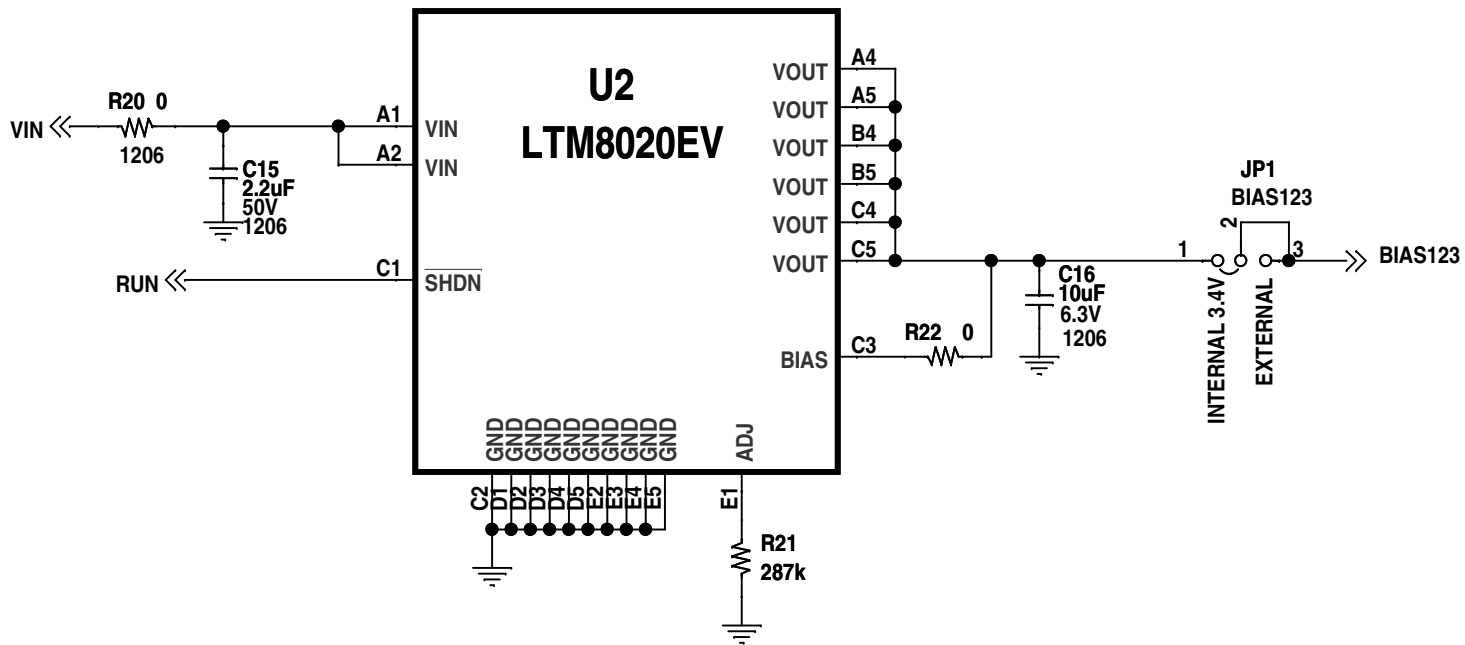 U2
LTM8020EV
VIN
R20 0
1206
C15
2.2uF
50V
1206
RUN
A1
VIN
A2
VIN
C1
SHDN
VOUT
A4
VOUT
A5
VOUT
B4
VOUT
B5
VOUT
C4
VOUT
C5
BIAS
C3
R22 0
C16
10uF
6.3V
1206
JP1
BIAS123
1
2
3
BIAS123
INTERNAL 3.4V
EXTERNAL
GND
GND
GND
GND
GND
GND
GND
GND
GND
GND
ADJ
C2
D1
D2
D3
D4
D5
E2
E3
E4
E5
E1
R21
287k